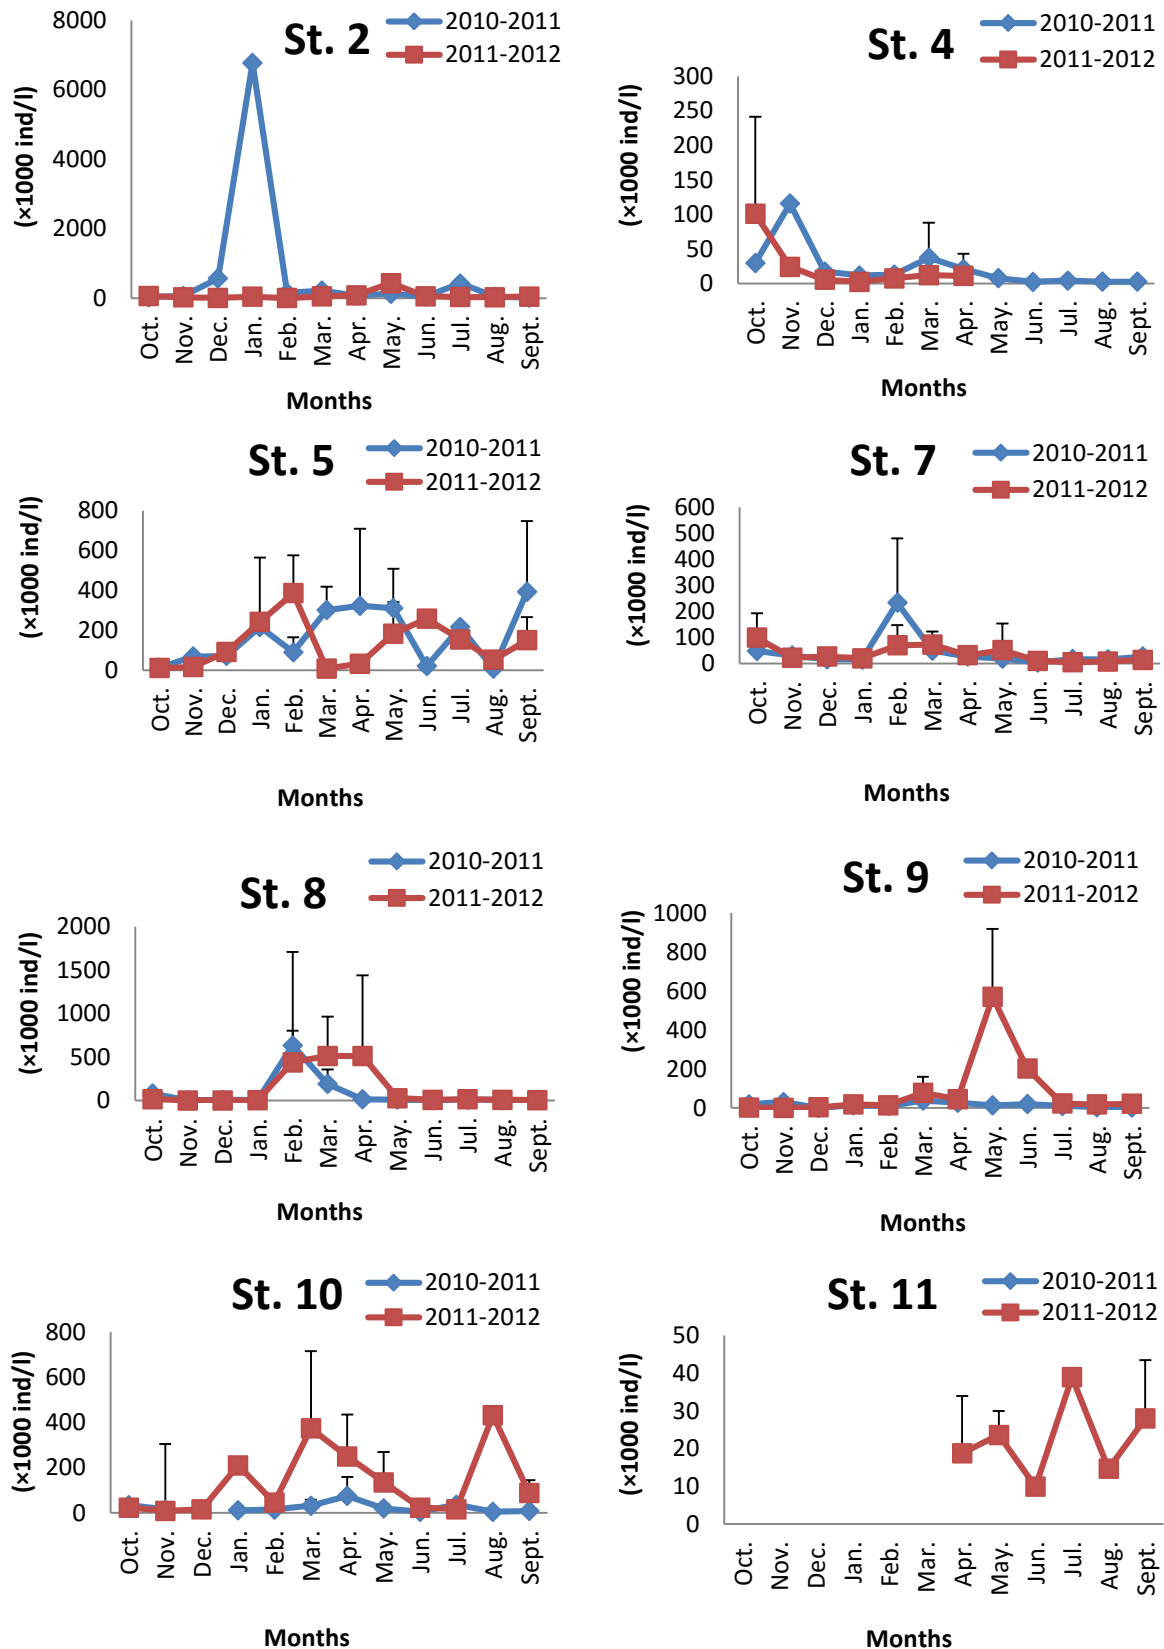 St. 2
2010-2011
2011-2012
(×1000 ind/l)
8000
6000
4000
2000
0
Oct.
Nov.
Dec.
Jan.
Feb.
Mar.
Apr.
May.
Jun.
Jul.
Aug.
Sept.
Months
St. 4
2010-2011
2011-2012
(×1000 ind/l)
300
250
200
150
100
50
0
Oct.
Nov.
Dec.
Jan.
Feb.
Mar.
Apr.
May.
Jun.
Jul.
Aug.
Sept.
Months
St. 5
2010-2011
2011-2012
(×1000 ind/l)
800
600
400
200
0
Oct.
Nov.
Dec.
Jan.
Feb.
Mar.
Apr.
May.
Jun.
Jul.
Aug.
Sept.
Months
St. 7
2010-2011
2011-2012
(×1000 ind/l)
600
500
400
300
200
100
0
Oct.
Nov.
Dec.
Jan.
Feb.
Mar.
Apr.
May.
Jun.
Jul.
Aug.
Sept.
Months
St. 8
2010-2011
2011-2012
(×1000 ind/l)
2000
1500
1000
500
0
Oct.
Nov.
Dec.
Jan.
Feb.
Mar.
Apr.
May.
Jun.
Jul.
Aug.
Sept.
Months
St. 9
2010-2011
2011-2012
(×1000 ind/l)
1000
800
600
400
200
0
Oct.
Nov.
Dec.
Jan.
Feb.
Mar.
Apr.
May.
Jun.
Jul.
Aug.
Sept.
Months
St. 10
2010-2011
2011-2012
(×1000 ind/l)
800
600
400
200
0
Oct.
Nov.
Dec.
Jan.
Feb.
Mar.
Apr.
May.
Jun.
Jul.
Aug.
Sept.
Months
St. 11
2010-2011
2011-2012
(×1000 ind/l)
50
40
30
20
10
0
Oct.
Nov.
Dec.
Jan.
Feb.
Mar.
Apr.
May.
Jun.
Jul.
Aug.
Sept.
Months